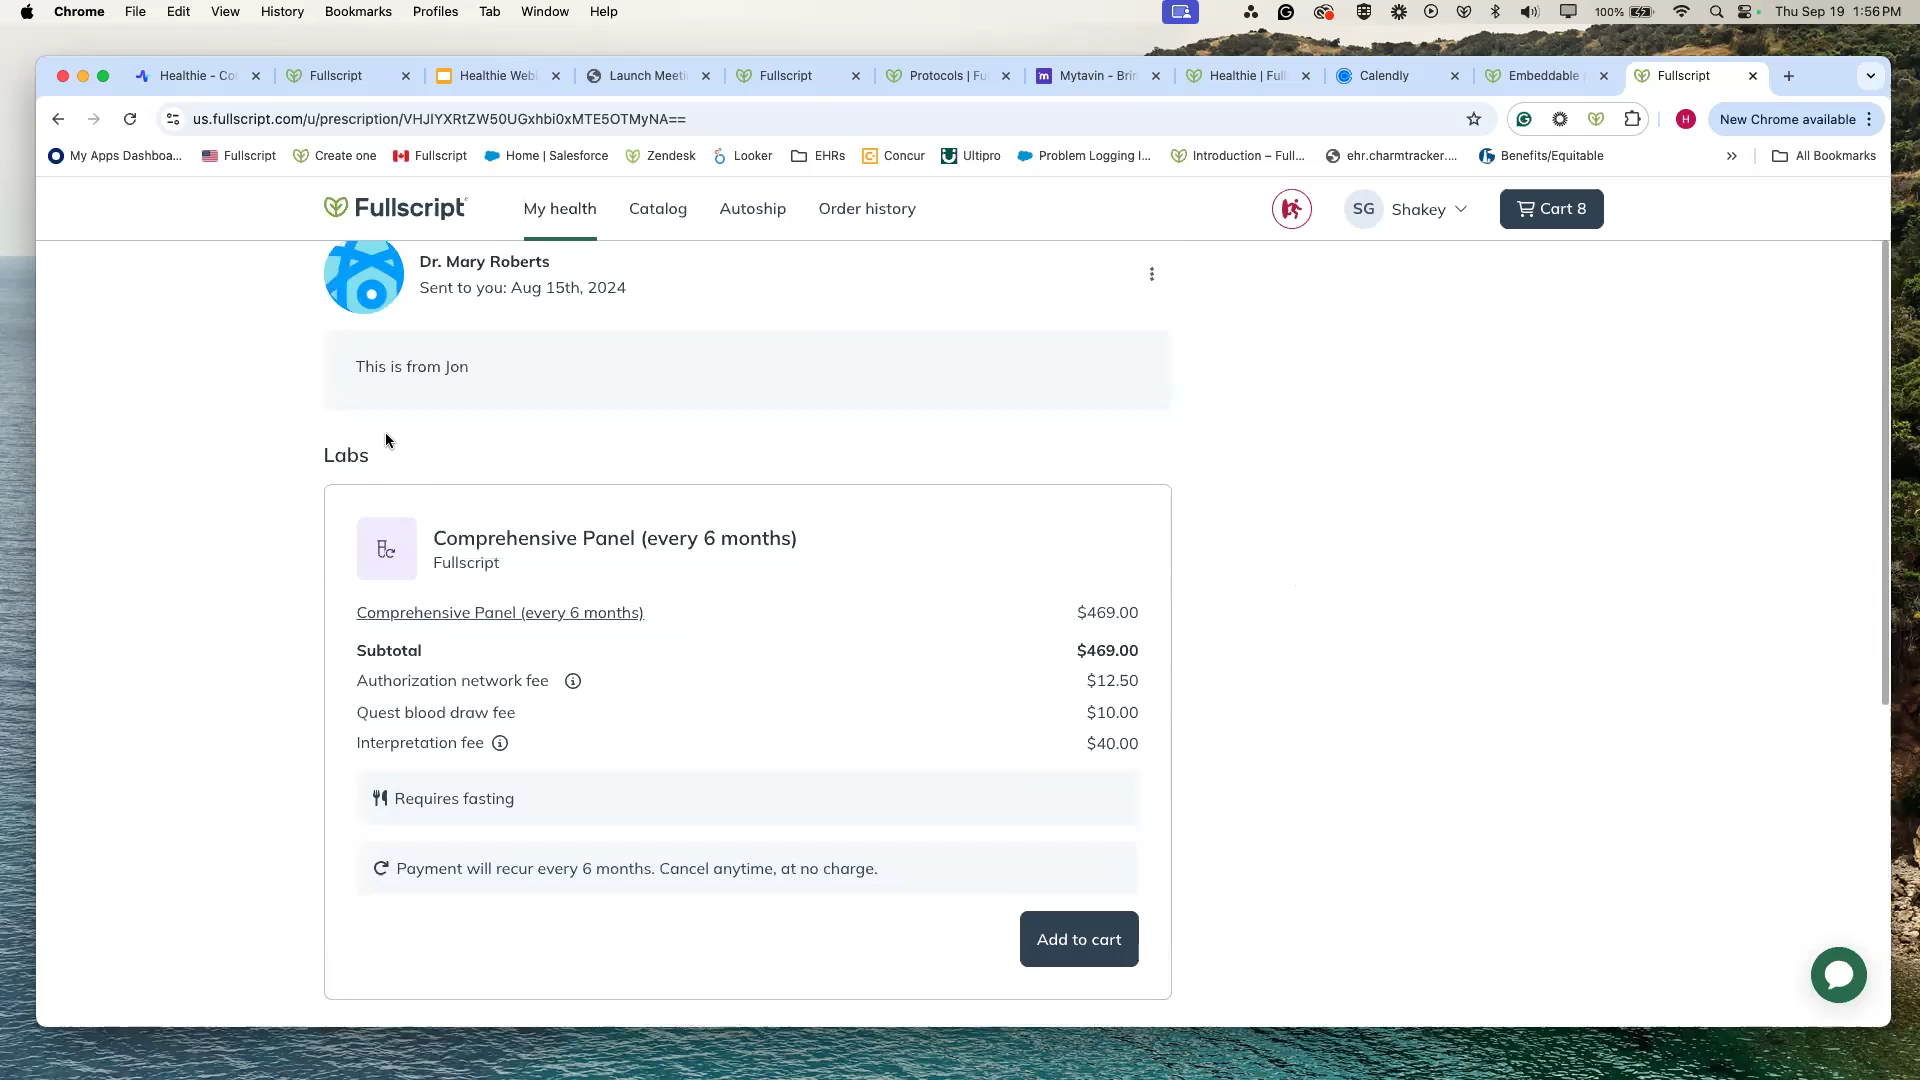 Chrome File Edit View History Bookmarks Profiles Tab Window Help 100% Thu Sep 19 1:56 PM
Healthie - Co Fullscript Healthie Web Launch Meeti Fullscript Protocols | Fu Mytavin - Bri Healthie | Full Calendly Embeddable Fullscript
us.fullscript.com/u/prescription/VHJlYXRtZW50UGxhbi0xMTE5OTMyNA== H New Chrome available
My Apps Dashboa... Fullscript Create one Fullscript Home | Salesforce Zendesk Looker EHRs Concur Ultipro Problem Logging I... Introduction – Full... ehr.charmtracker.... Benefits/Equitable » All Bookmarks
Fullscript My health Catalog Autoship Order history SG Shakey Cart 8
Dr. Mary Roberts
Sent to you: Aug 15th, 2024
This is from Jon
Labs
Comprehensive Panel (every 6 months)
Fullscript
Comprehensive Panel (every 6 months) $469.00
Subtotal $469.00
Authorization network fee $12.50
Quest blood draw fee $10.00
Interpretation fee $40.00
Requires fasting
Payment will recur every 6 months. Cancel anytime, at no charge.
Add to cart